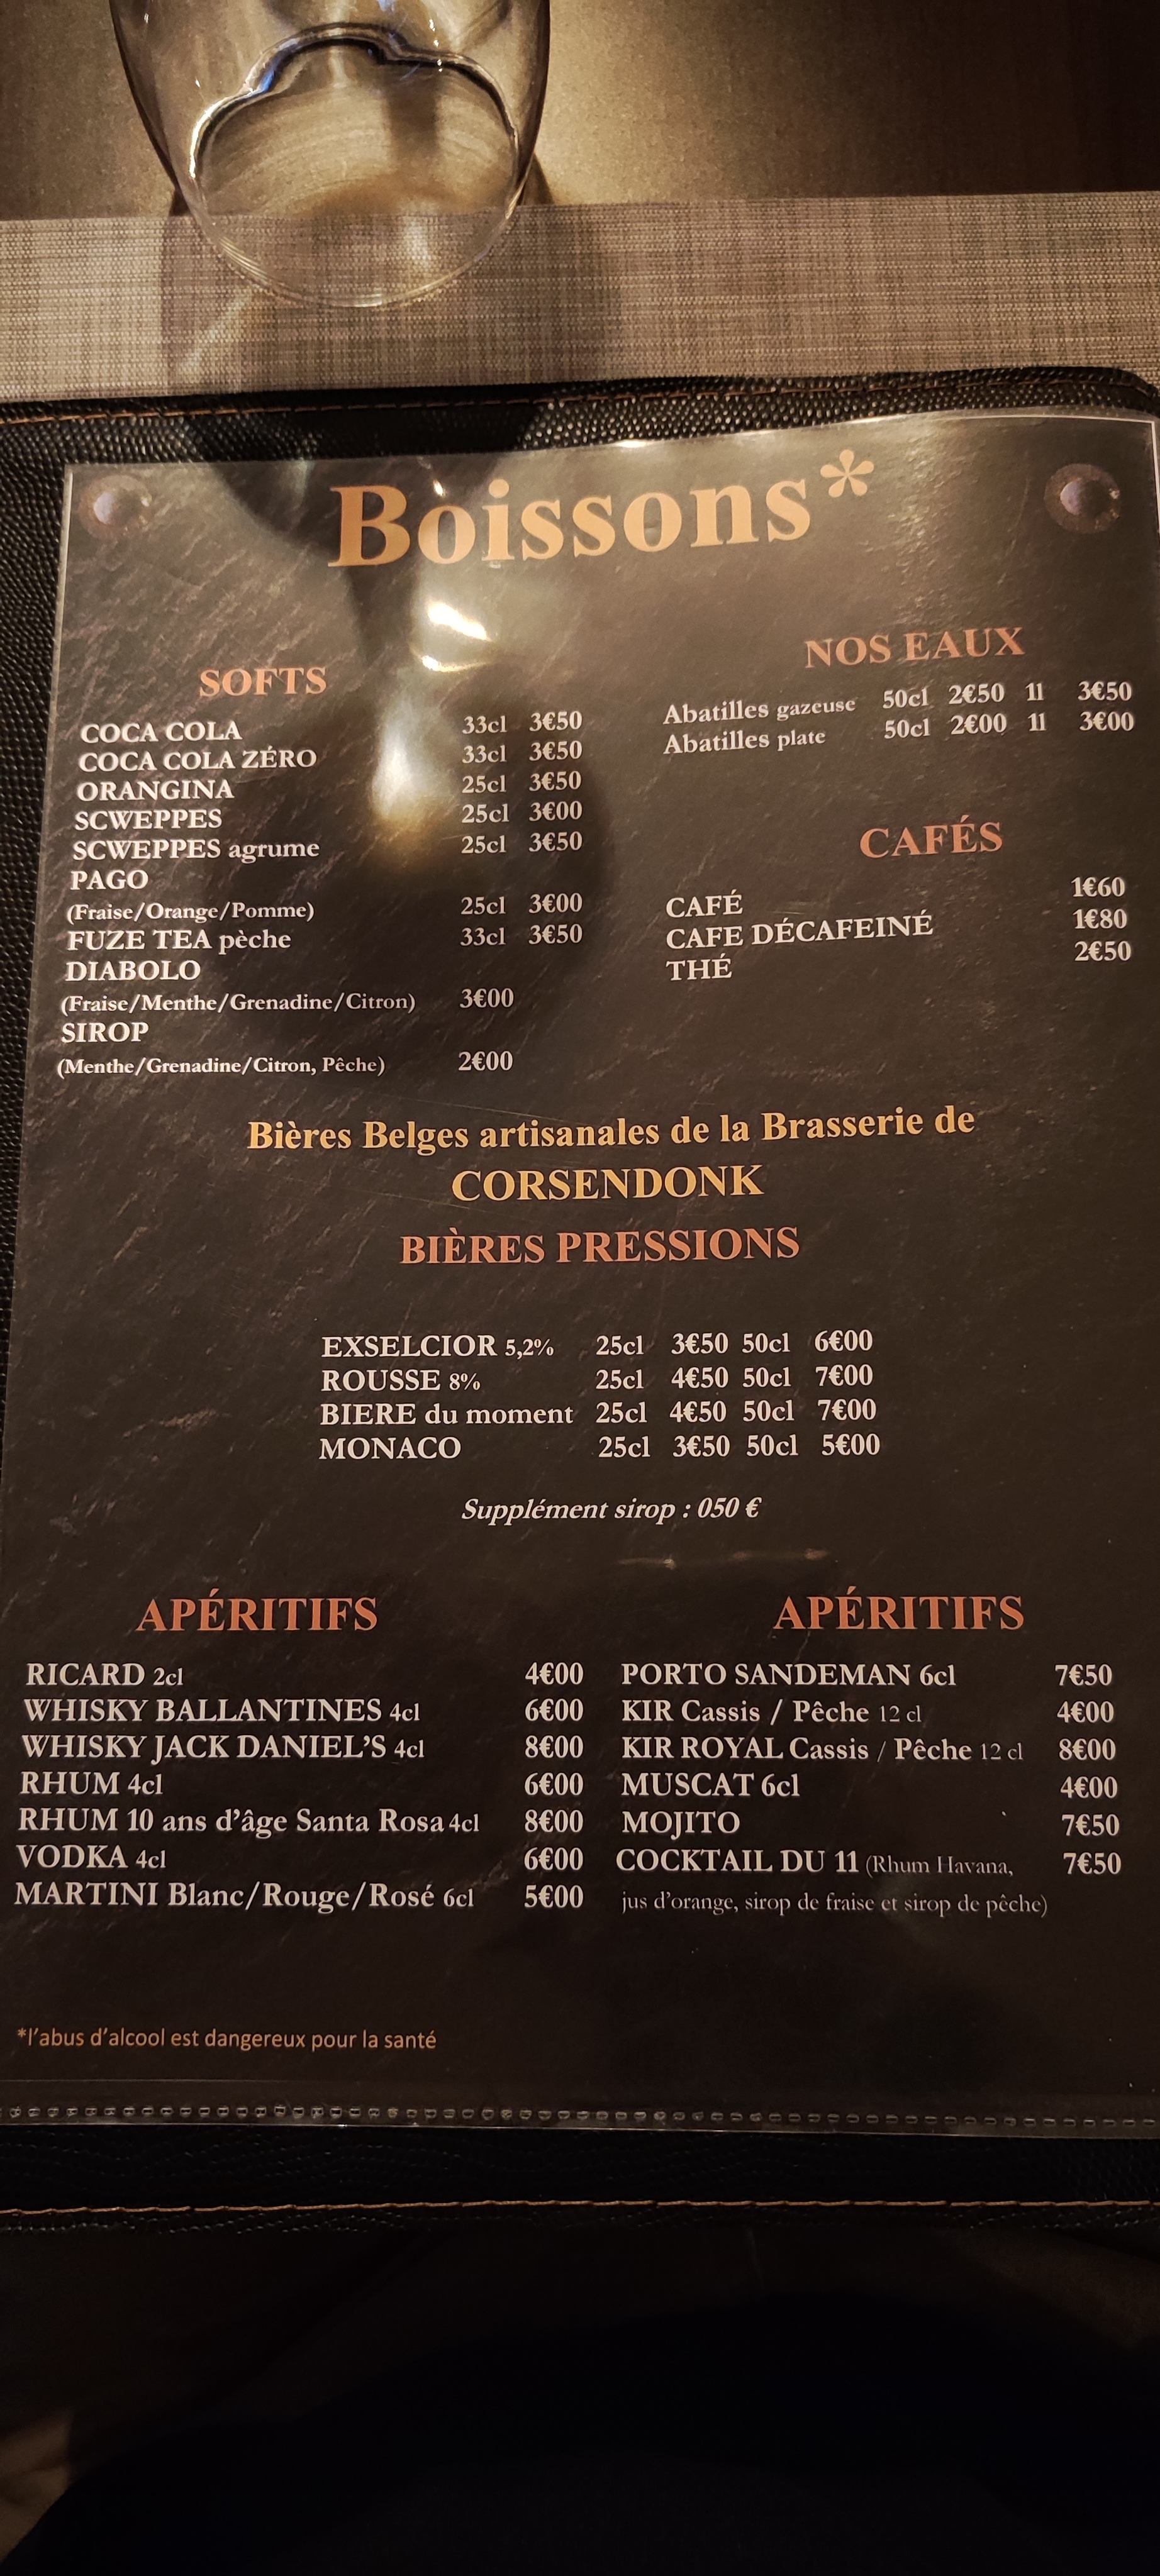 Boissons*
SOFTS
COCA COLA 33cl 3€50
COCA COLA ZÉRO 33cl 3€50
ORANGINA 25cl 3€50
SCWEPPES 25cl 3€00
SCWEPPES agrume 25cl 3€50
PAGO
(Fraise/Orange/Pomme) 25cl 3€00
FUZE TEA pèche 33cl 3€50
DIABOLO
(Fraise/Menthe/Grenadine/Citron) 3€00
SIROP
(Menthe/Grenadine/Citron, Pêche) 2€00
NOS EAUX
Abatilles gazeuse 50cl 2€50 1l 3€50
Abatilles plate 50cl 2€00 1l 3€00
CAFÉS
CAFÉ 1€60
CAFE DÉCAFEINÉ 1€80
THÉ 2€50
Bières Belges artisanales de la Brasserie de
CORSENDONK
BIÈRES PRESSIONS
EXSELCIOR 5,2% 25cl 3€50 50cl 6€00
ROUSSE 8% 25cl 4€50 50cl 7€00
BIERE du moment 25cl 4€50 50cl 7€00
MONACO 25cl 3€50 50cl 5€00
Supplément sirop : 050 €
APÉRITIFS
RICARD 2cl 4€00
WHISKY BALLANTINES 4cl 6€00
WHISKY JACK DANIEL'S 4cl 8€00
RHUM 4cl 6€00
RHUM 10 ans d'âge Santa Rosa 4cl 8€00
VODKA 4cl 6€00
MARTINI Blanc/Rouge/Rosé 6cl 5€00
APÉRITIFS
PORTO SANDEMAN 6cl 7€50
KIR Cassis / Pêche 12 cl 4€00
KIR ROYAL Cassis / Pêche 12 cl 8€00
MUSCAT 6cl 4€00
MOJITO 7€50
COCKTAIL DU 11 (Rhum Havana, 7€50
jus d'orange, sirop de fraise et sirop de pêche)
*l'abus d'alcool est dangereux pour la santé